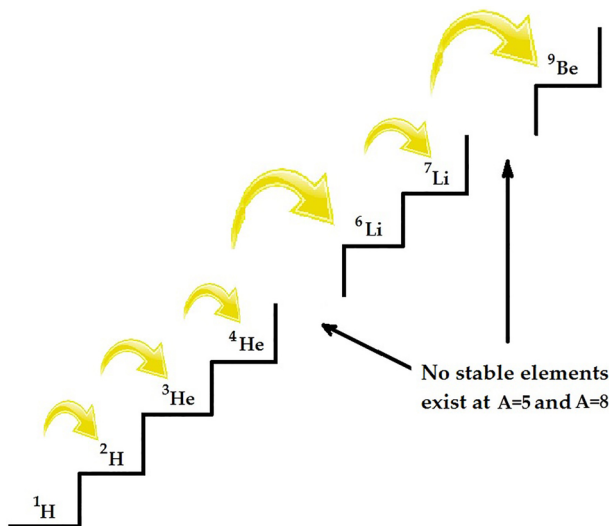 ⁹Be
⁷Li
⁶Li
⁴He
³He
²H
¹H
No stable elements
exist at A=5 and A=8